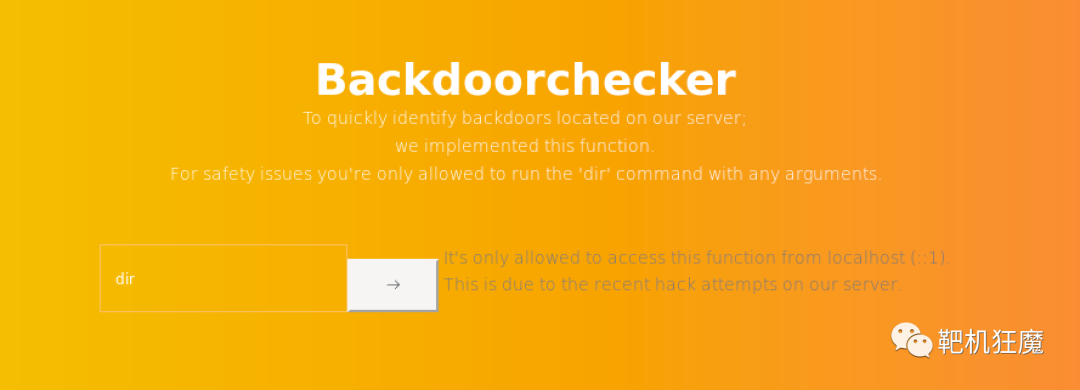 Backdoorchecker
To quickly identify backdoors located on our server;
we implemented this function.
For safety issues you're only allowed to run the 'dir' command with any arguments.
dir
→
It's only allowed to access this function from localhost (::1).
This is due to the recent hack attempts on our server.
靶机狂魔